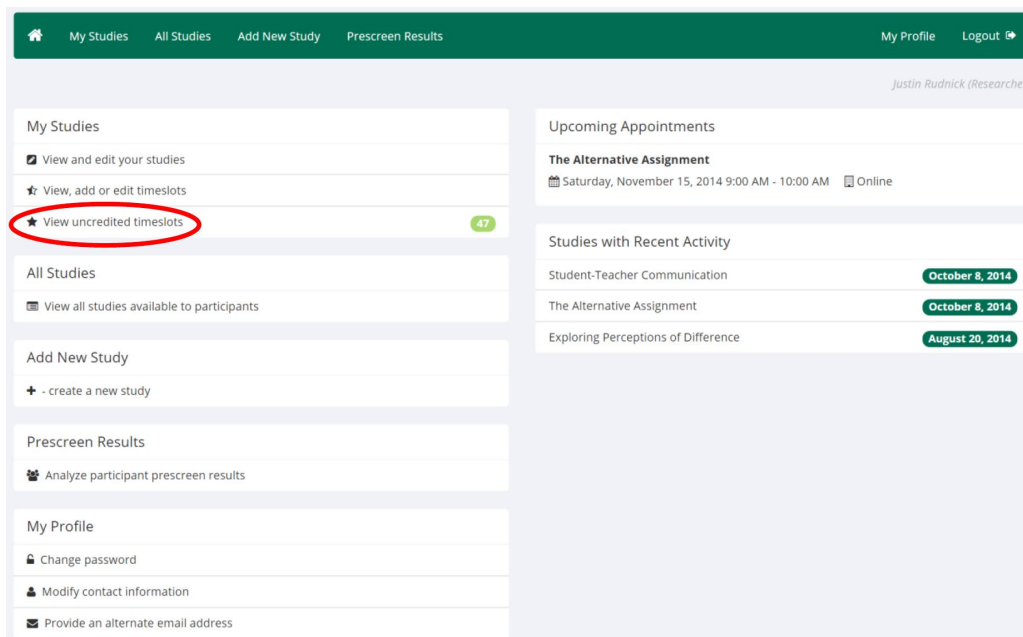 My Studies All Studies Add New Study Prescreen Results My Profile Logout
Justin Rudnick (Researche
My Studies
View and edit your studies
View, add or edit timeslots
View uncredited timeslots 47
All Studies
View all studies available to participants
Add New Study
- create a new study
Prescreen Results
Analyze participant prescreen results
My Profile
Change password
Modify contact information
Provide an alternate email address
Upcoming Appointments
The Alternative Assignment
Saturday, November 15, 2014 9:00 AM - 10:00 AM Online
Studies with Recent Activity
Student-Teacher Communication October 8, 2014
The Alternative Assignment October 8, 2014
Exploring Perceptions of Difference August 20, 2014